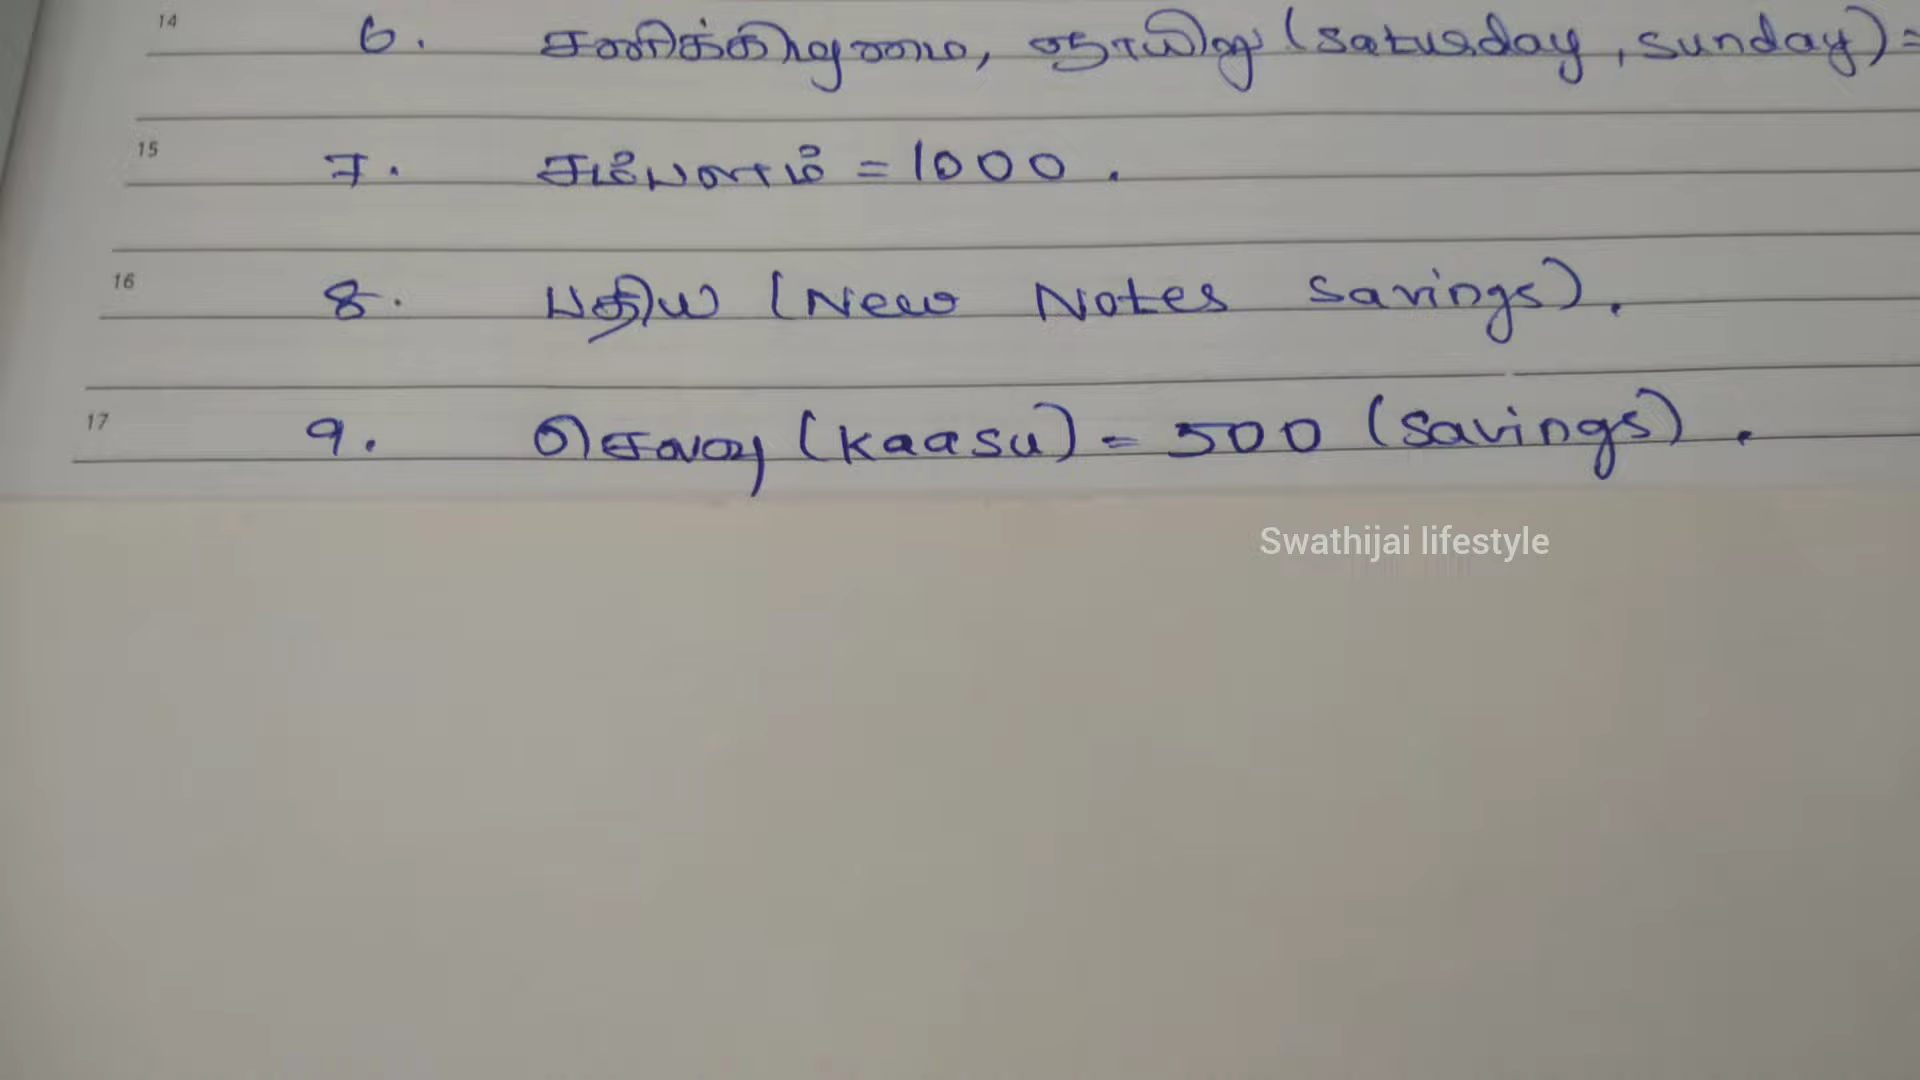 14 6. சனிக்கிழமை, ஞாயிறு (Saturday, sunday) =
15 7. சம்பளம் = 1000.
16 8. பதிய (New Notes Savings).
17 9. செலவு (kaasu) = 500 (Savings).
Swathijai lifestyle